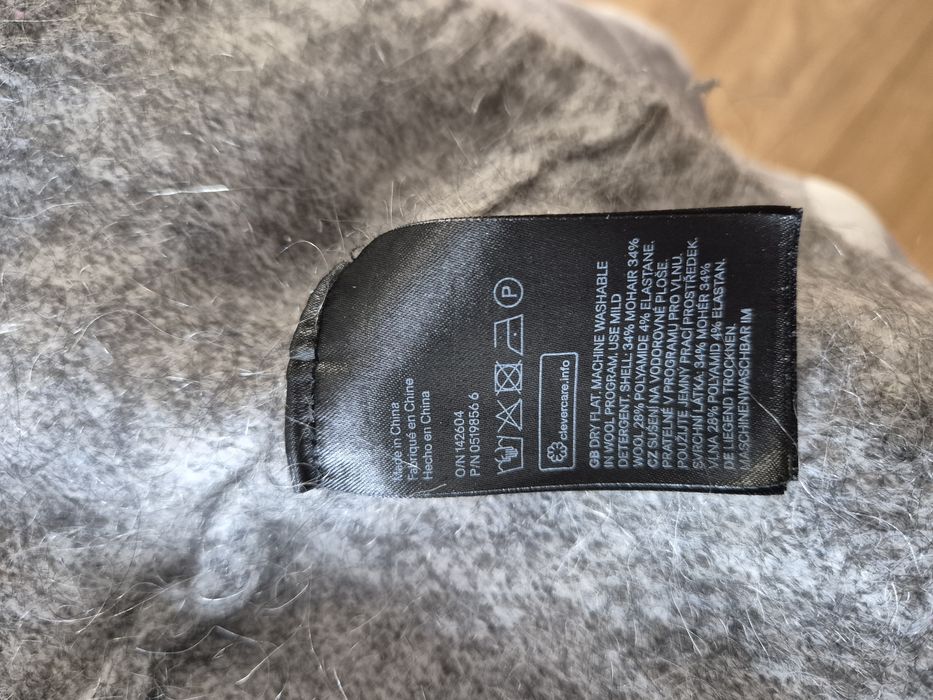 Made in China
Fabriqué en Chine
Hecho en China
O/N 142604
P/N 0519856 6
P
clevercare.info
GB DRY FLAT. MACHINE WASHABLE
IN WOOL PROGRAM. USE MILD
DETERGENT. SHELL: 34% MOHAIR 34%
WOOL 28% POLYAMIDE 4% ELASTANE.
CZ SUŠENÍ NA VODOROVNÉ PLOŠE.
PRATELNÉ V PROGRAMU PRO VLNU.
POUŽIJTE JEMNÝ PRACÍ PROSTŘEDEK.
SVRCHNÍ LÁTKA: 34% MOHÉR 34%
VLNA 28% POLYAMID 4% ELASTAN.
DE LIEGEND TROCKNEN.
MASCHINENWASCHBAR IM